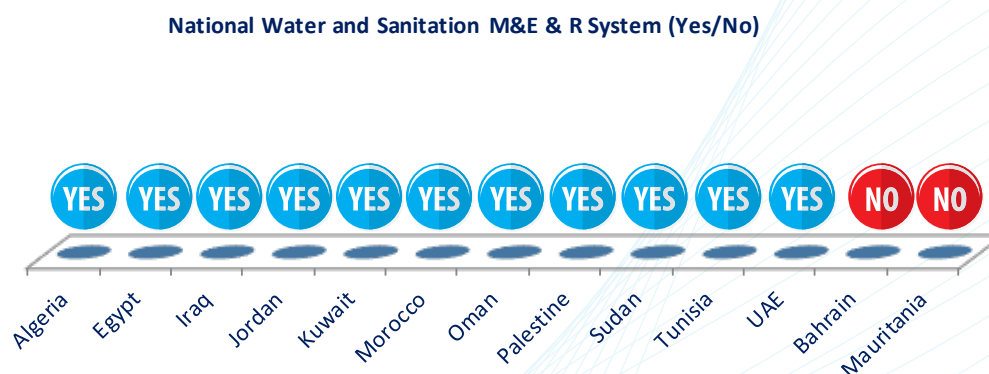 National Water and Sanitation M&E & R System (Yes/No)
YES YES YES YES YES YES YES YES YES YES YES NO NO
Algeria Egypt Iraq Jordan Kuwait Morocco Oman Palestine Sudan Tunisia UAE Bahrain Mauritania